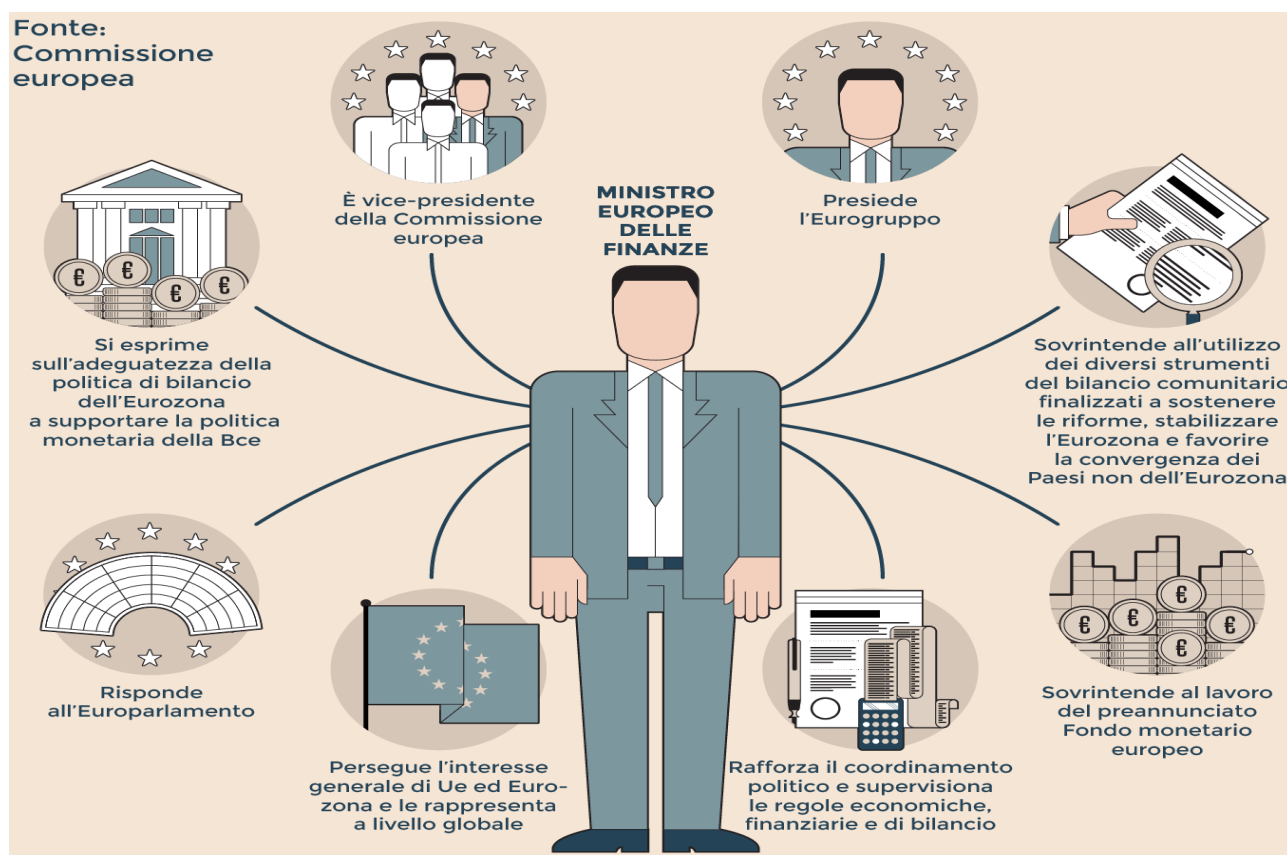 Fonte:
Commissione
europea
MINISTRO
EUROPEO
DELLE
FINANZE
È vice-presidente
della Commissione
europea
Presiede
l'Eurogruppo
€ € € €
Si esprime
sull'adeguatezza della
politica di bilancio
dell'Eurozona
a supportare la politica
monetaria della Bce
Sovrintende all'utilizzo
dei diversi strumenti
del bilancio comunitario
finalizzati a sostenere
le riforme, stabilizzare
l'Eurozona e favorire
la convergenza dei
Paesi non dell'Eurozona
Risponde
all'Europarlamento
Persegue l'interesse
generale di Ue ed Euro-
zona e le rappresenta
a livello globale
Rafforza il coordinamento
politico e supervisiona
le regole economiche,
finanziarie e di bilancio
€
€ € €
€
Sovrintende al lavoro
del preannunciato
Fondo monetario
europeo